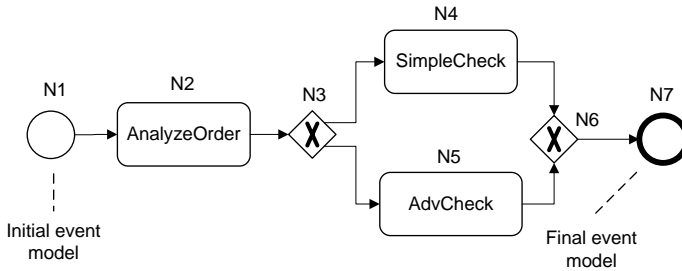 N4
SimpleCheck
N1
N2
N3
N7
AnalyzeOrder
X
X
N6
N5
AdvCheck
Initial event
model
Final event
model